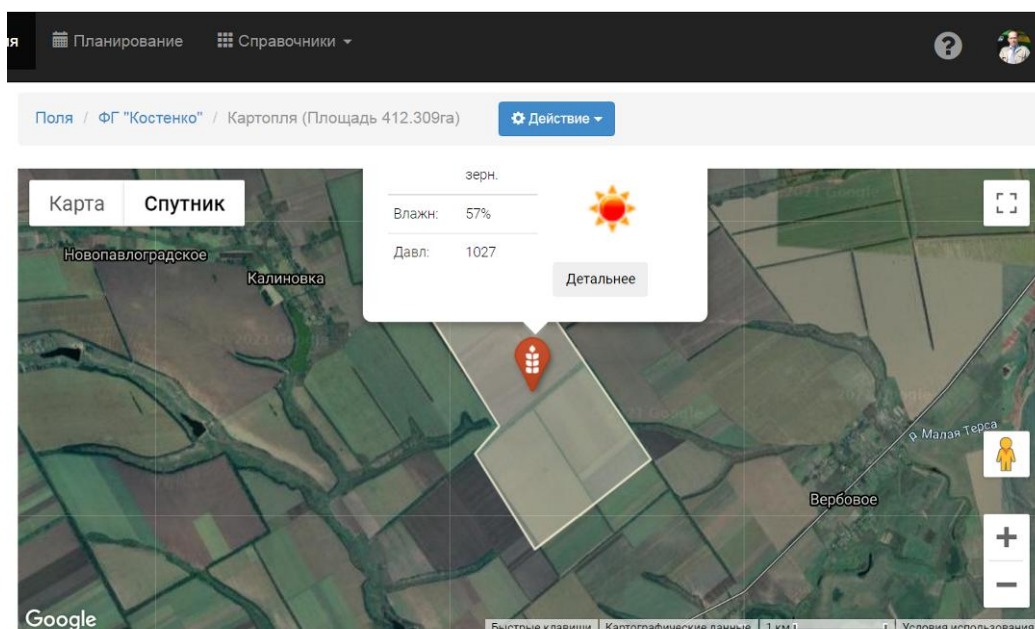 ия Планирование Справочники
Поля / ФГ "Костенко" / Картопля (Площадь 412.309га) Действие
Карта Спутник
зерн.
Влажн: 57%
Давл: 1027
Детальнее
Новопавлоградское
Калиновка
р. Малая Терса
Вербовое
Google
Быстрые клавиши Картографические данные 1 км Условия использования